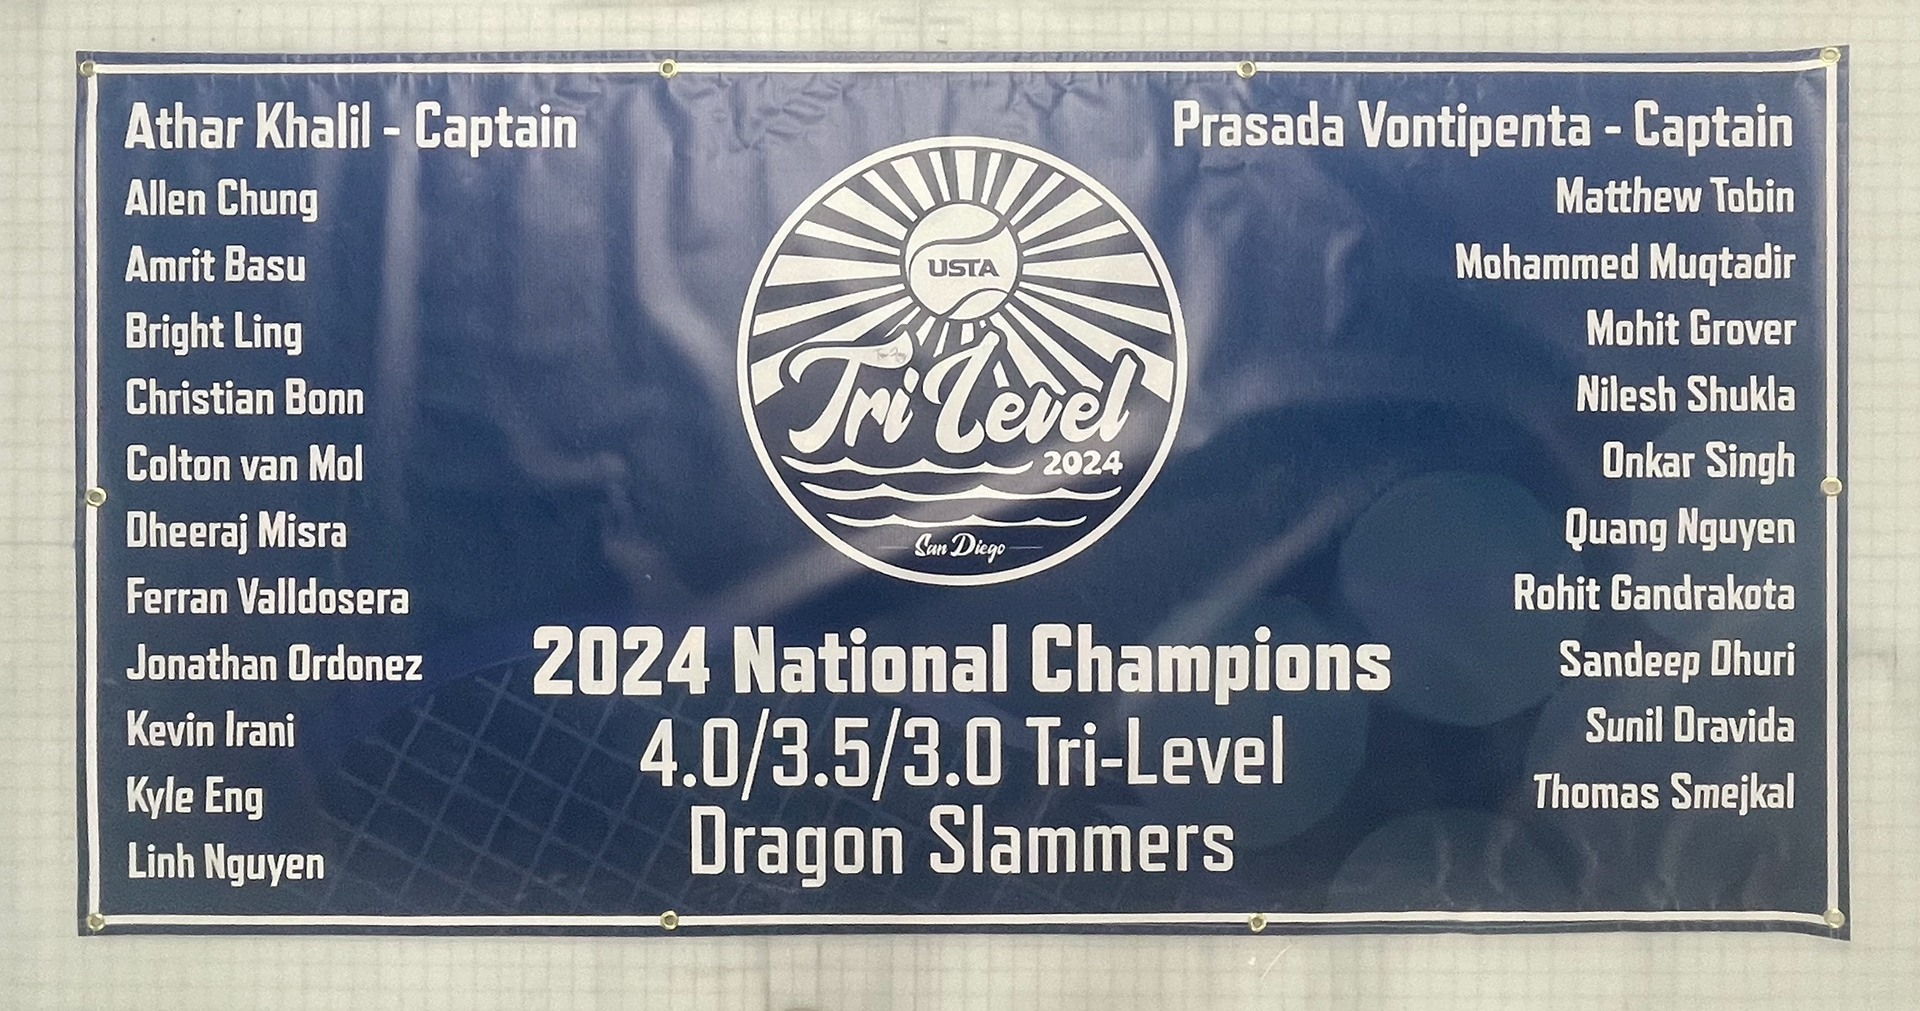 Athar Khalil - Captain
Allen Chung
Amrit Basu
Bright Ling
Christian Bonn
Colton van Mol
Dheeraj Misra
Ferran Valldosera
Jonathan Ordonez
Kevin Irani
Kyle Eng
Linh Nguyen
USTA
Tri Level
2024
San Diego
2024 National Champions
4.0/3.5/3.0 Tri-Level
Dragon Slammers
Prasada Vontipenta - Captain
Matthew Tobin
Mohammed Muqtadir
Mohit Grover
Nilesh Shukla
Onkar Singh
Quang Nguyen
Rohit Gandrakota
Sandeep Dhuri
Sunil Dravida
Thomas Smejkal